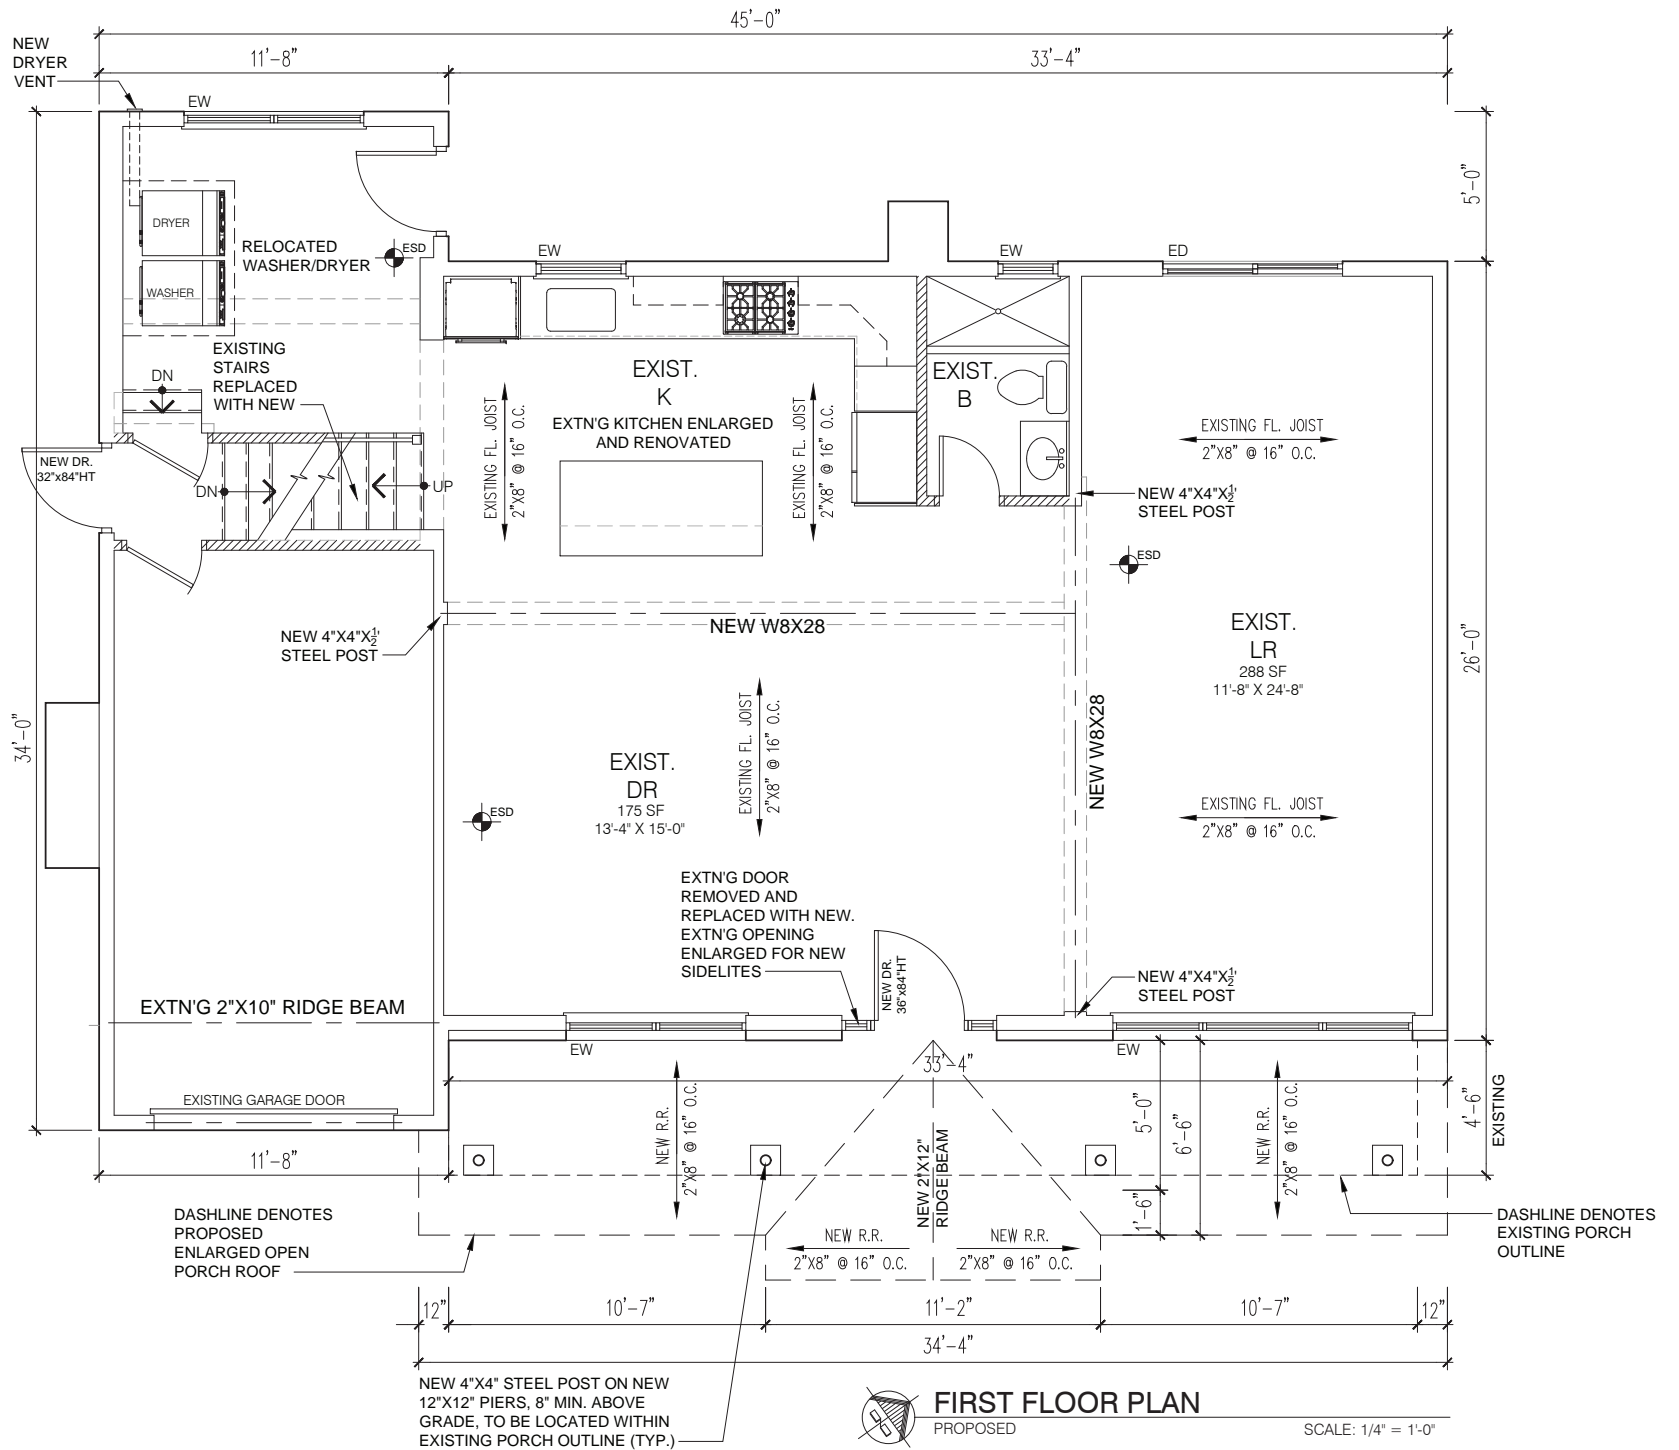 45'-0"
NEW
DRYER
VENT
11'-8"
33'-4"
EW
5'-0"
DRYER
RELOCATED
WASHER/DRYER
ESD
EW
EW
ED
WASHER
EXISTING
STAIRS
REPLACED
WITH NEW
DN
EXIST.
K
EXTN'G KITCHEN ENLARGED
AND RENOVATED
EXISTING FL. JOIST
2"X8" @ 16" O.C.
EXISTING FL. JOIST
2"X8" @ 16" O.C.
EXIST.
B
EXISTING FL. JOIST
2"X8" @ 16" O.C.
NEW DR.
32"x84"HT
DN
UP
NEW 4"X4"X½"
STEEL POST
ESD
NEW 4"X4"X½"
STEEL POST
NEW W8X28
EXIST.
LR
288 SF
11'-8" X 24'-8"
26'-0"
34'-0"
NEW W8X28
EXISTING FL. JOIST
2"X8" @ 16" O.C.
EXIST.
DR
175 SF
13'-4" X 15'-0"
ESD
EXISTING FL. JOIST
2"X8" @ 16" O.C.
EXTN'G DOOR
REMOVED AND
REPLACED WITH NEW.
EXTN'G OPENING
ENLARGED FOR NEW
SIDELITES
NEW DR.
36"x84"HT
NEW 4"X4"X½"
STEEL POST
EXTN'G 2"X10" RIDGE BEAM
EW
EW
33'-4"
EXISTING GARAGE DOOR
NEW R.R.
2"X8" @ 16" O.C.
5'-0"
6'-6"
1'-6"
NEW R.R.
2"X8" @ 16" O.C.
4'-6"
EXISTING
11'-8"
NEW 2"X12"
RIDGE BEAM
DASHLINE DENOTES
PROPOSED
ENLARGED OPEN
PORCH ROOF
NEW R.R.
2"X8" @ 16" O.C.
NEW R.R.
2"X8" @ 16" O.C.
DASHLINE DENOTES
EXISTING PORCH
OUTLINE
12"
10'-7"
11'-2"
10'-7"
12"
34'-4"
NEW 4"X4" STEEL POST ON NEW
12"X12" PIERS, 8" MIN. ABOVE
GRADE, TO BE LOCATED WITHIN
EXISTING PORCH OUTLINE (TYP.)
FIRST FLOOR PLAN
PROPOSED
SCALE: 1/4" = 1'-0"